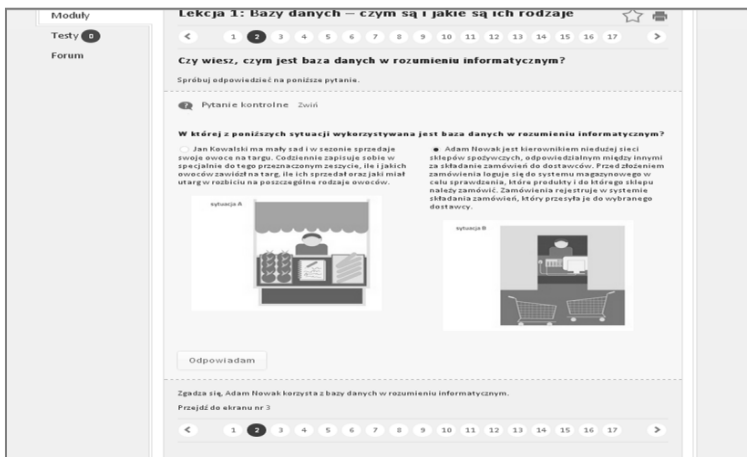 Moduły
Lekcja 1: Bazy danych – czym są i jakie są ich rodzaje
Testy 0
< 1 2 3 4 5 6 7 8 9 10 11 12 13 14 15 16 17 >
Forum
Czy wiesz, czym jest baza danych w rozumieniu informatycznym?
Spróbuj odpowiedzieć na poniższe pytanie.
Pytanie kontrolne Zwiń
W której z poniższych sytuacji wykorzystywana jest baza danych w rozumieniu informatycznym?
Jan Kowalski ma mały sad i w sezonie sprzedaje
swoje owoce na targu. Codziennie zapisuje sobie w
specjalnie do tego przeznaczonym zeszycie, ile i jakich
owoców zawiózł na targ, ile ich sprzedał oraz jaki miał
utarg w rozbiciu na poszczególne rodzaje owoców.
sytuacja A
Adam Nowak jest kierownikiem niedużej sieci
sklepów spożywczych, odpowiedzialnym między innymi
za składanie zamówień do dostawców. Przed złożeniem
zamówienia loguje się do systemu magazynowego w
celu sprawdzenia, które produkty i do którego sklepu
należy zamówić. Zamówienia rejestruje w systemie
składania zamówień, który przesyła je do wybranego
dostawcy.
sytuacja B
Odpowiadam
Zgadza się, Adam Nowak korzysta z bazy danych w rozumieniu informatycznym.
Przejdź do ekranu nr 3
< 1 2 3 4 5 6 7 8 9 10 11 12 13 14 15 16 17 >